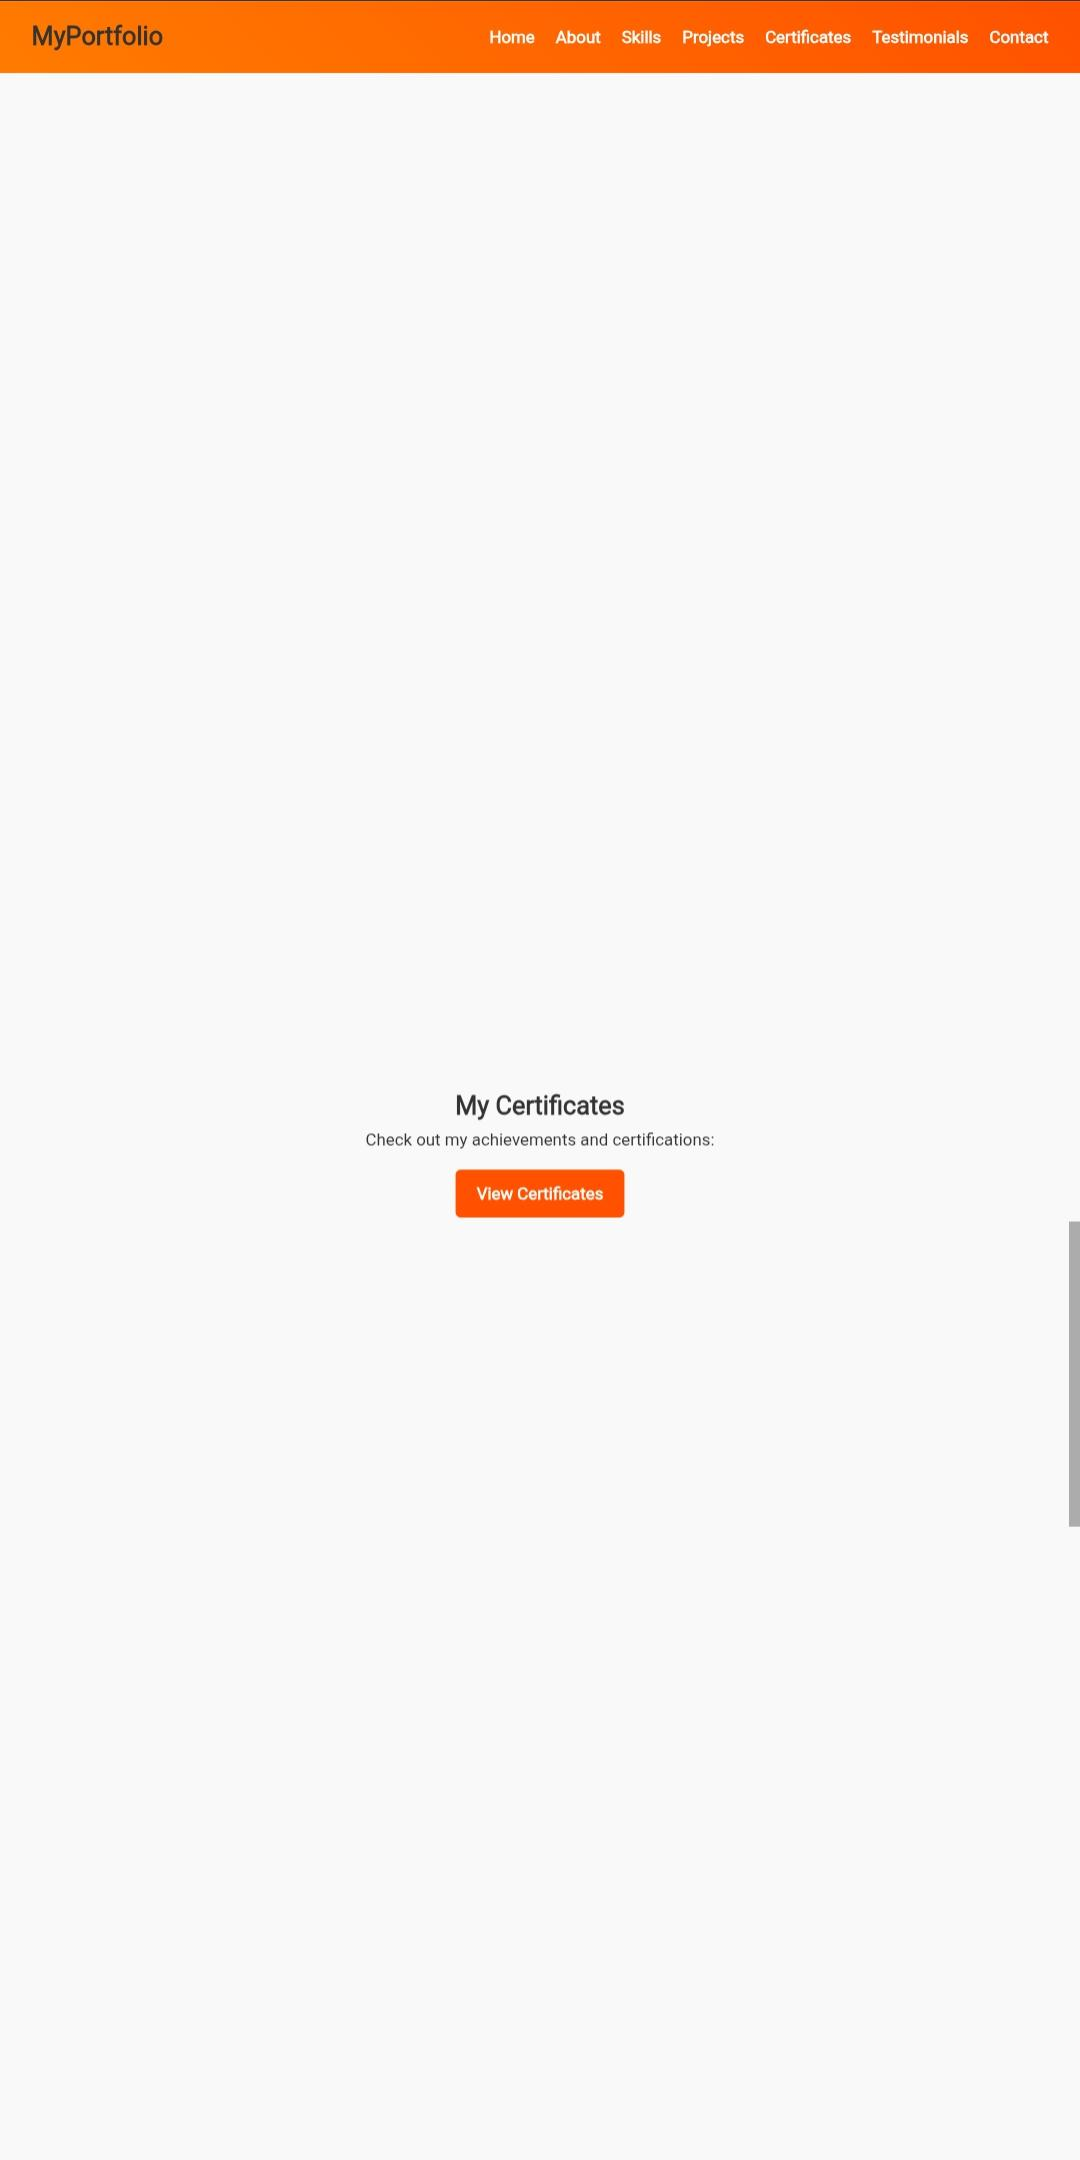 MyPortfolio Home About Skills Projects Certificates Testimonials Contact
My Certificates
Check out my achievements and certifications:
View Certificates